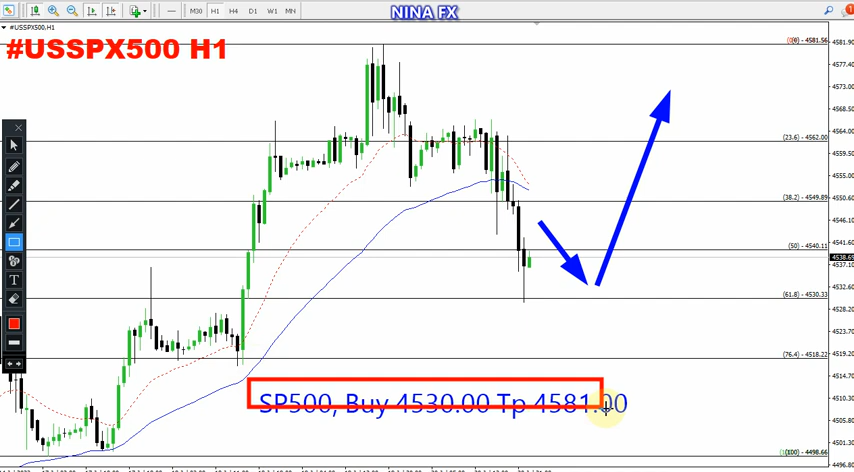 M30 H1 H4 D1 W1 MN
NINA FX
#USSPX500,H1
#USSPX500 H1
4581.90
4577.40
4573.00
4568.50
4564.10
4559.50
4555.00
4550.60
4546.10
4541.60
4538.65
4537.10
4532.60
4528.20
4523.70
4519.20
4514.70
4510.30
4505.80
4501.30
- 4581.56
(23.6) - 4562.00
(38.2) - 4549.89
(50) - 4540.11
(61.8) - 4530.33
(76.4) - 4518.22
(100) - 4498.66
T
SP500, Buy 4530.00 Tp 4581.00